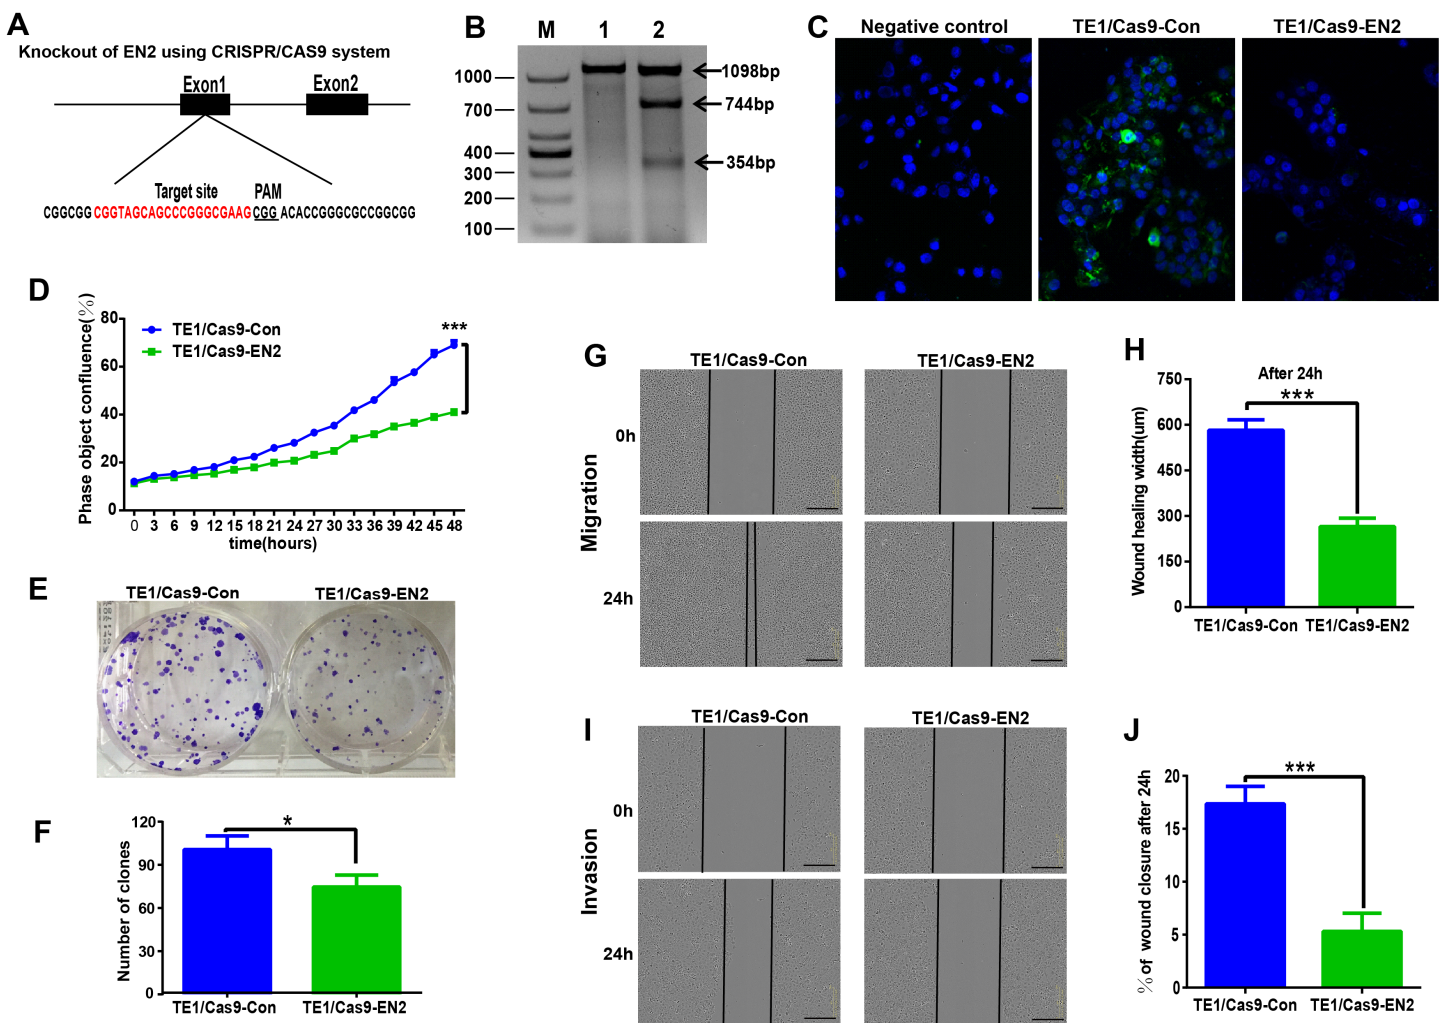 A
Knockout of EN2 using CRISPR/CAS9 system
Exon1
Exon2
Target site
PAM
CGGCGG CGGTAGCAGCCCGGGCGAAG CGG ACACCGGGCGCCGGCGG
B
M 1 2
1000
700
400
300
200
100
1098bp
744bp
354bp
C
Negative control
TE1/Cas9-Con
TE1/Cas9-EN2
D
Phase object confluence(%)
80
60
40
20
0
TE1/Cas9-Con
TE1/Cas9-EN2
***
0 3 6 9 12 15 18 21 24 27 30 33 36 39 42 45 48
time(hours)
E
TE1/Cas9-Con
TE1/Cas9-EN2
F
Number of clones
120
90
60
30
0
*
TE1/Cas9-Con
TE1/Cas9-EN2
G
TE1/Cas9-Con
TE1/Cas9-EN2
Migration
0h
24h
H
After 24h
Wound healing width(um)
750
600
450
300
150
0
***
TE1/Cas9-Con TE1/Cas9-EN2
I
TE1/Cas9-Con
TE1/Cas9-EN2
Invasion
0h
24h
J
% of wound closure after 24h
20
15
10
5
0
***
TE1/Cas9-Con TE1/Cas9-EN2